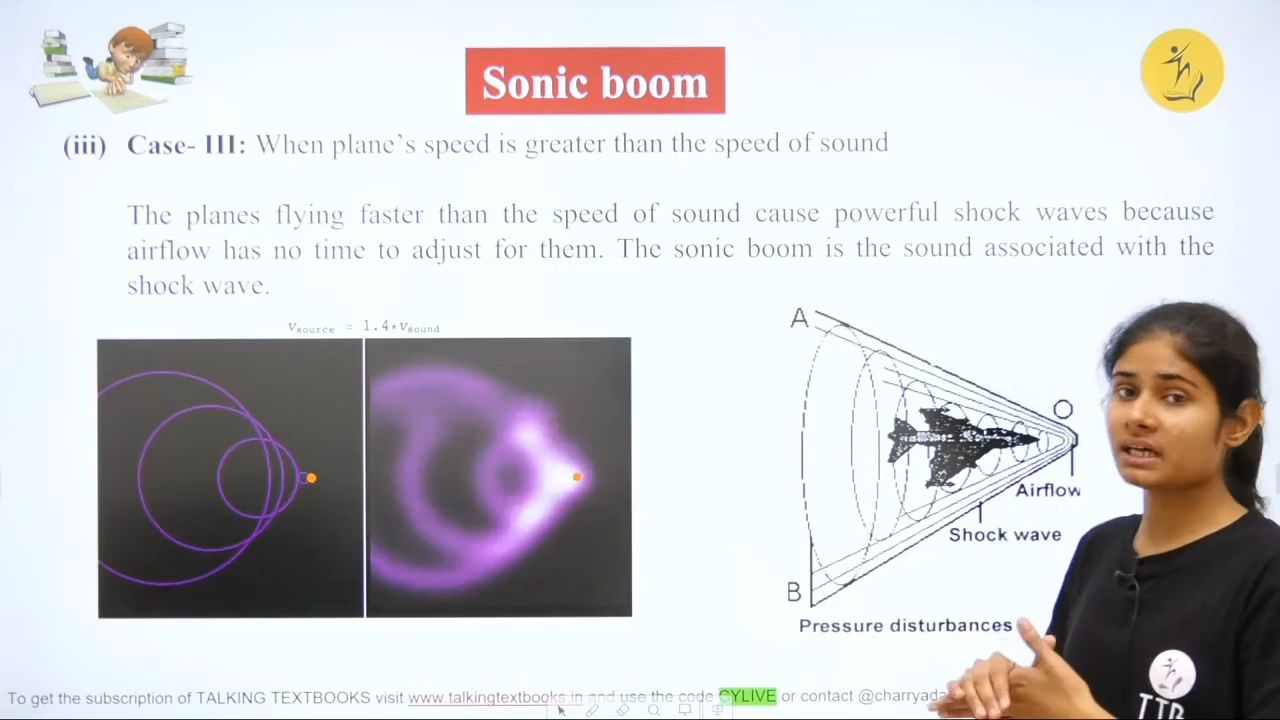 Sonic boom
(iii) Case- III: When plane's speed is greater than the speed of sound
The planes flying faster than the speed of sound cause powerful shock waves because
airflow has no time to adjust for them. The sonic boom is the sound associated with the
shock wave.
vsource = 1.4*vsound
A
O
Airflow
Shock wave
B
Pressure disturbances
To get the subscription of TALKING TEXTBOOKS visit www.talkingtextbooks.in and use the code CYLIVE or contact